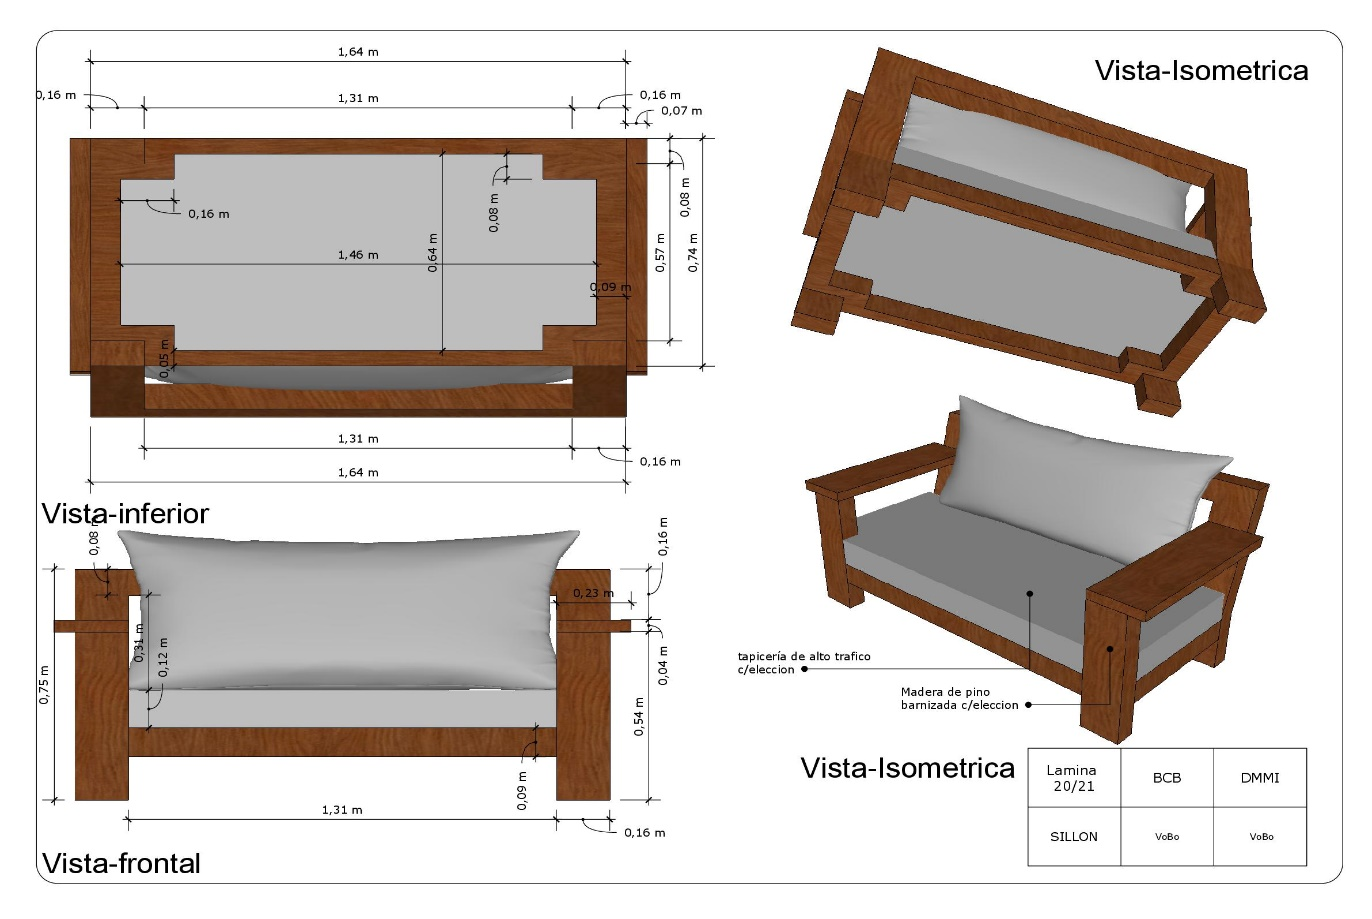 1,64 m
Vista-Isometrica
0,16 m
1,31 m
0,16 m
0,07 m
0,16 m
0,08 m
0,08 m
0,64 m
0,57 m
0,74 m
1,46 m
0,09 m
0,05 m
1,31 m
0,16 m
1,64 m
Vista-inferior
0,08 m
0,16 m
0,23 m
0,31 m
0,12 m
0,04 m
0,75 m
0,54 m
0,09 m
1,31 m
0,16 m
Vista-frontal
tapicería de alto trafico
c/eleccion
Madera de pino
barnizada c/eleccion
Vista-Isometrica
Lamina
20/21
BCB
DMMI
SILLON
VoBo
VoBo